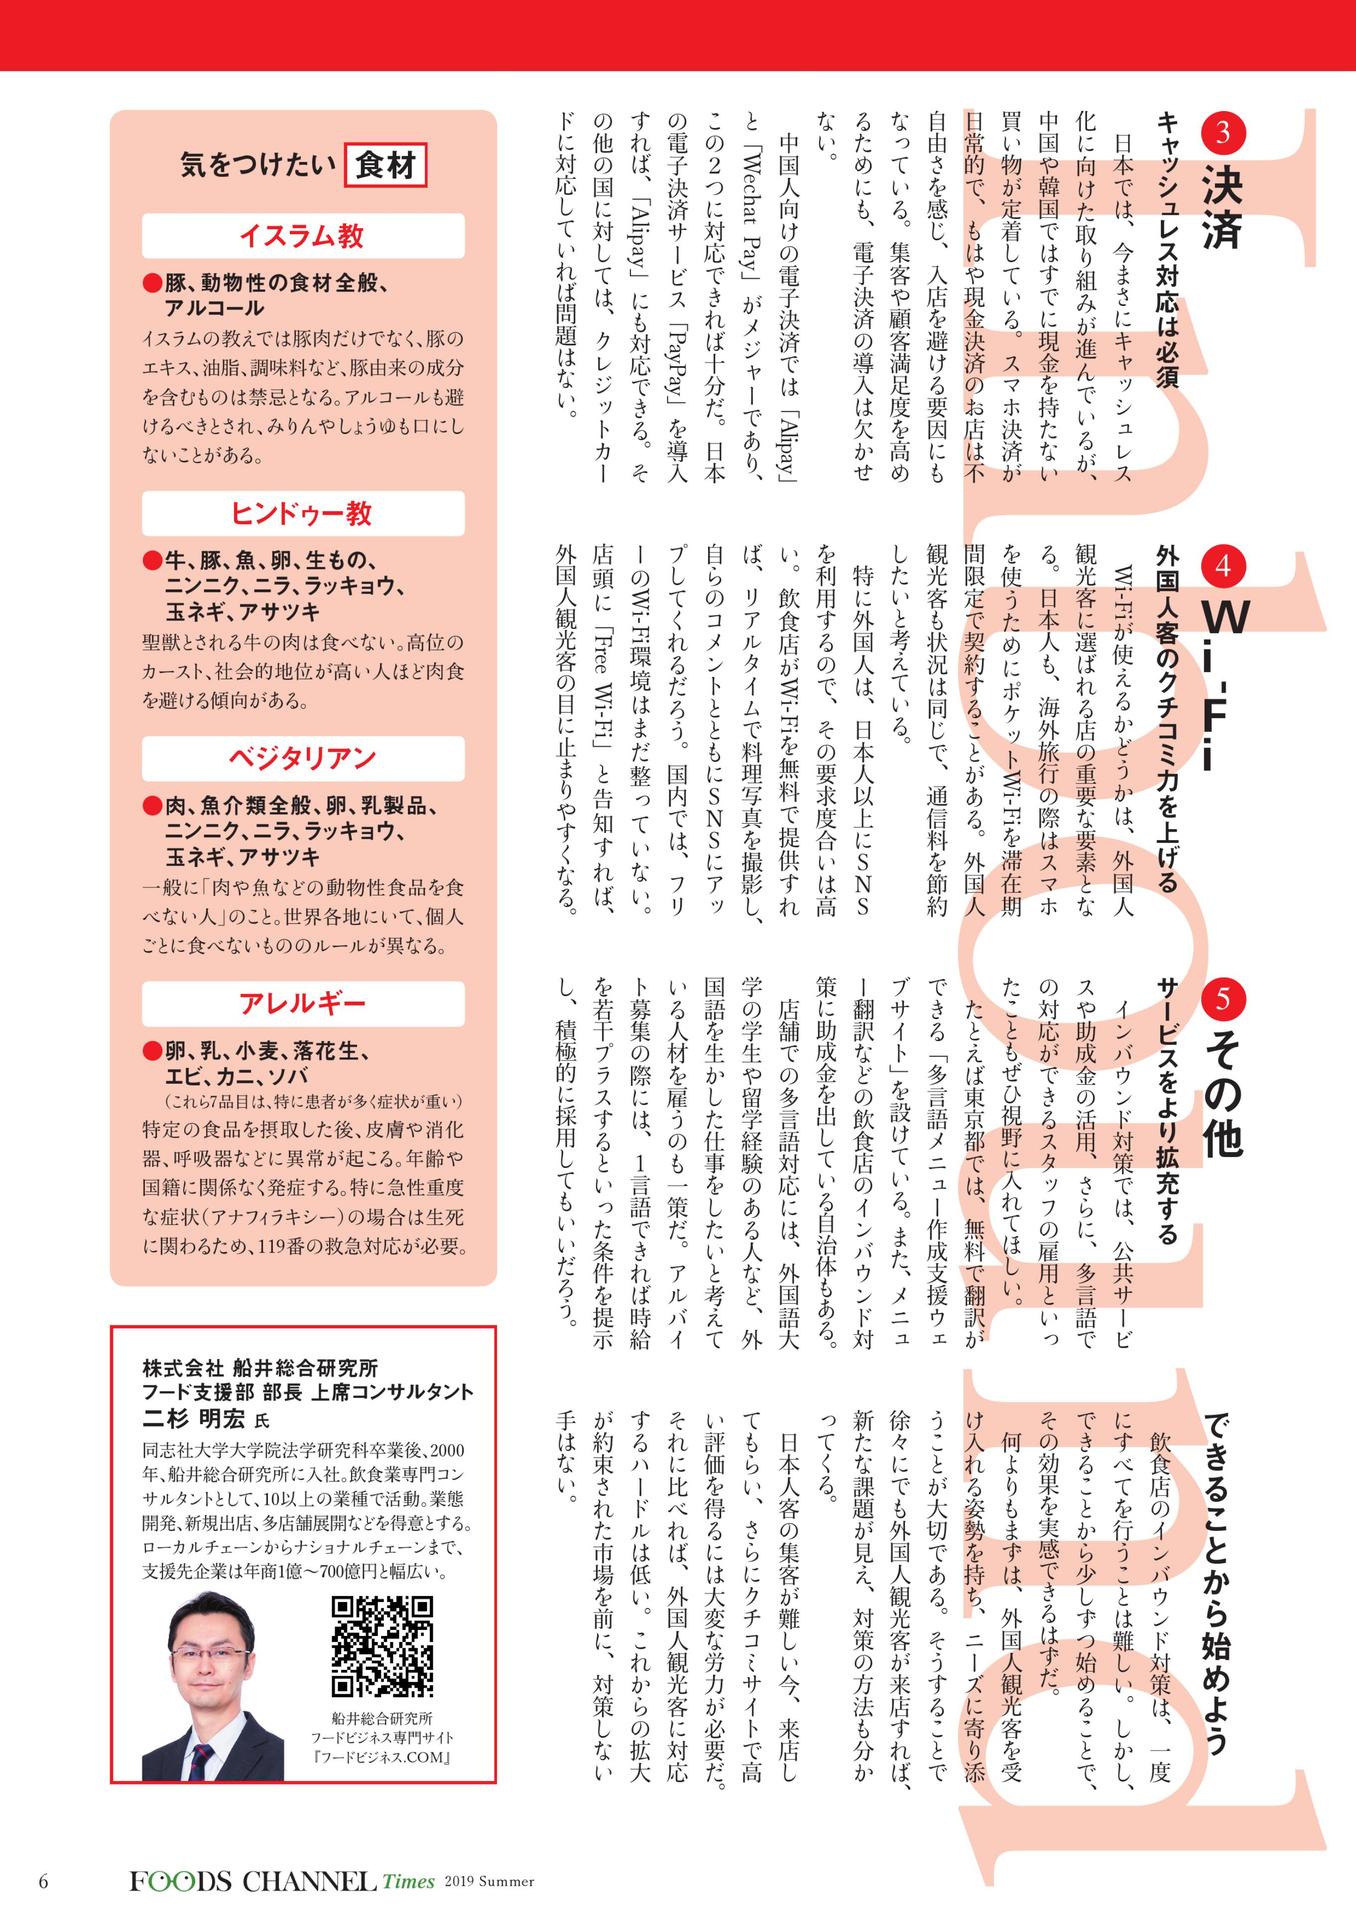 3 決済
キャッシュレス対応は必須
日本では、今まさにキャッシュレス
化に向けた取り組みが進んでいるが、
中国や韓国ではすでに現金を持たない
買い物が定着している。スマホ決済が
日常的で、もはや現金決済のお店は不
自由さを感じ、入店を避ける要因にも
なっている。集客や顧客満足度を高め
るためにも、電子決済の導入は欠かせ
ない。
中国人向けの電子決済では「Alipay」
と「Wechat Pay」がメジャーであり、
この2つに対応できれば十分だ。日本
の電子決済サービス「PayPay」を導入
すれば、「Alipay」にも対応できる。そ
の他の国に対しては、クレジットカー
ドに対応していれば問題はない。
4 Wi-Fi
外国人客のクチコミ力を上げる
Wi-Fiが使えるかどうかは、外国人
観光客に選ばれる店の重要な要素とな
る。日本人も、海外旅行の際はスマホ
を使うためにポケットWi-Fiを滞在期
間限定で契約することがある。外国人
観光客も状況は同じで、通信料を節約
したいと考えている。
特に外国人は、日本人以上にSNS
を利用するので、その要求度合いは高
い。飲食店がWi-Fiを無料で提供すれ
ば、リアルタイムで料理写真を撮影し、
自らのコメントとともにSNSにアッ
プしてくれるだろう。国内では、フリ
ーのWi-Fi環境はまだ整っていない。
店頭に「Free Wi-Fi」と告知すれば、
外国人観光客の目に止まりやすくなる。
5 その他
サービスをより拡充する
インバウンド対策では、公共サービ
スや助成金の活用、さらに、多言語で
の対応ができるスタッフの雇用といっ
たこともぜひ視野に入れてほしい。
たとえば東京都では、無料で翻訳が
できる「多言語メニュー作成支援ウェ
ブサイト」を設けている。また、メニュ
ー翻訳などの飲食店のインバウンド対
策に助成金を出している自治体もある。
店舗での多言語対応には、外国語大
学の学生や留学経験のある人など、外
国語を生かした仕事をしたいと考えて
いる人材を雇うのも一策だ。アルバイ
ト募集の際には、1言語できれば時給
を若干プラスするといった条件を提示
し、積極的に採用してもいいだろう。
できることから始めよう
飲食店のインバウンド対策は、一度
にすべてを行うことは難しい。しかし、
できることから少しずつ始めることで、
その効果を実感できるはずだ。
何よりもまずは、外国人観光客を受
け入れる姿勢を持ち、ニーズに寄り添
うことが大切である。そうすることで
徐々にでも外国人観光客が来店すれば、
新たな課題が見え、対策の方法も分か
ってくる。
日本人客の集客が難しい今、来店し
てもらい、さらにクチコミサイトで高
い評価を得るには大変な労力が必要だ。
それに比べれば、外国人観光客に対応
するハードルは低い。これからの拡大
が約束された市場を前に、対策しない
手はない。
Inbound
気をつけたい 食材
イスラム教
●豚、動物性の食材全般、
アルコール
イスラムの教えでは豚肉だけでなく、豚の
エキス、油脂、調味料など、豚由来の成分
を含むものは禁忌となる。アルコールも避
けるべきとされ、みりんやしょうゆも口にし
ないことがある。
ヒンドゥー教
●牛、豚、魚、卵、生もの、
ニンニク、ニラ、ラッキョウ、
玉ネギ、アサツキ
聖獣とされる牛の肉は食べない。高位の
カースト、社会的地位が高い人ほど肉食
を避ける傾向がある。
ベジタリアン
●肉、魚介類全般、卵、乳製品、
ニンニク、ニラ、ラッキョウ、
玉ネギ、アサツキ
一般に「肉や魚などの動物性食品を食
べない人」のこと。世界各地にいて、個人
ごとに食べないもののルールが異なる。
アレルギー
●卵、乳、小麦、落花生、
エビ、カニ、ソバ
（これら7品目は、特に患者が多く症状が重い）
特定の食品を摂取した後、皮膚や消化
器、呼吸器などに異常が起こる。年齢や
国籍に関係なく発症する。特に急性重度
な症状（アナフィラキシー）の場合は生死
に関わるため、119番の救急対応が必要。
株式会社 船井総合研究所
フード支援部 部長 上席コンサルタント
二杉 明宏 氏
同志社大学大学院法学研究科卒業後、2000
年、船井総合研究所に入社。飲食業専門コン
サルタントとして、10以上の業種で活動。業態
開発、新規出店、多店舗展開などを得意とする。
ローカルチェーンからナショナルチェーンまで、
支援先企業は年商1億〜700億円と幅広い。
船井総合研究所
フードビジネス専門サイト
『フードビジネス.COM』
6
FOODS CHANNEL Times 2019 Summer